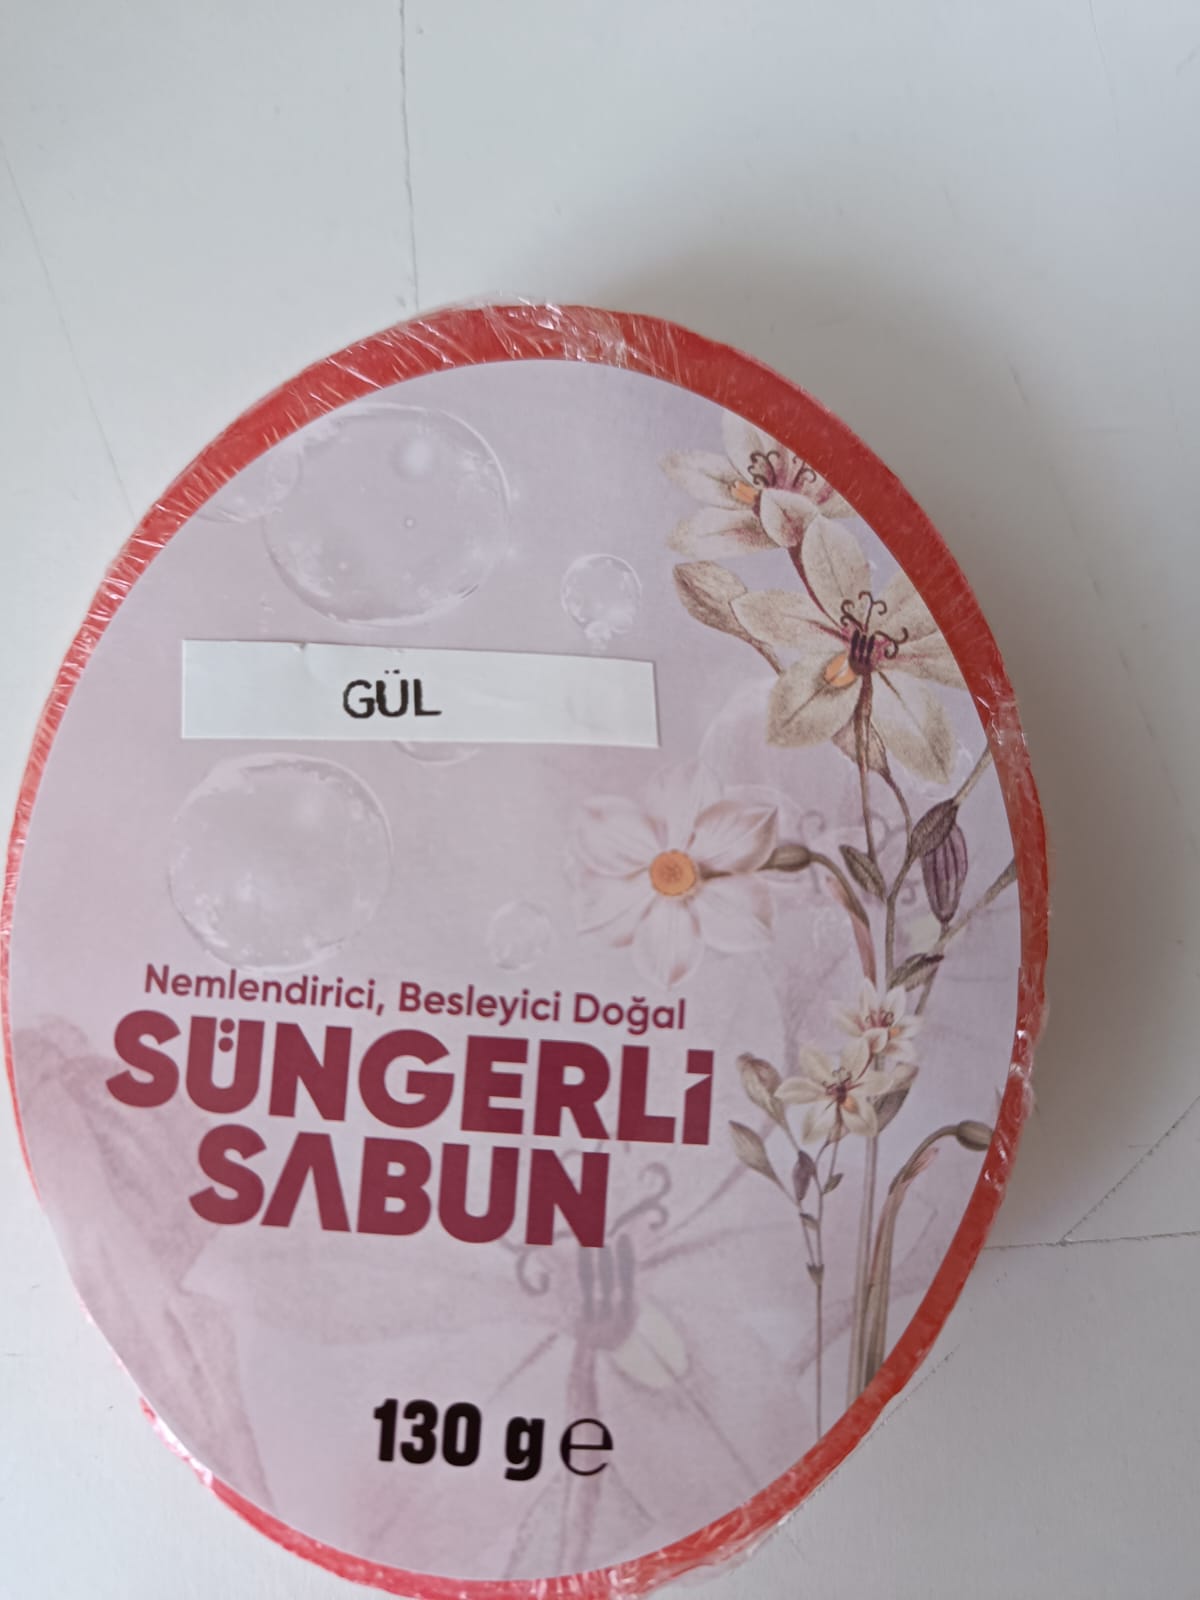 GÜL
Nemlendirici, Besleyici Doğal
SÜNGERLİ
SABUN
130 g ℮